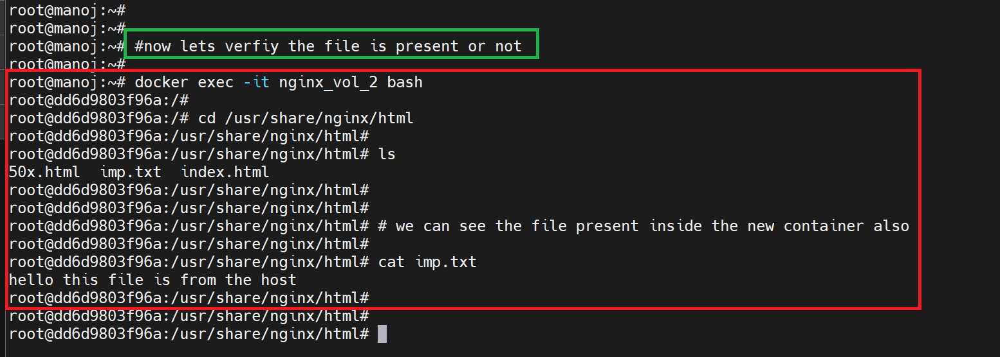 root@manoj:~#
root@manoj:~#
root@manoj:~# #now lets verfiy the file is present or not
root@manoj:~#
root@manoj:~# docker exec -it nginx_vol_2 bash
root@dd6d9803f96a:/#
root@dd6d9803f96a:/# cd /usr/share/nginx/html
root@dd6d9803f96a:/usr/share/nginx/html#
root@dd6d9803f96a:/usr/share/nginx/html# ls
50x.html  imp.txt  index.html
root@dd6d9803f96a:/usr/share/nginx/html#
root@dd6d9803f96a:/usr/share/nginx/html#
root@dd6d9803f96a:/usr/share/nginx/html# # we can see the file present inside the new container also
root@dd6d9803f96a:/usr/share/nginx/html#
root@dd6d9803f96a:/usr/share/nginx/html# cat imp.txt
hello this file is from the host
root@dd6d9803f96a:/usr/share/nginx/html#
root@dd6d9803f96a:/usr/share/nginx/html#
root@dd6d9803f96a:/usr/share/nginx/html#